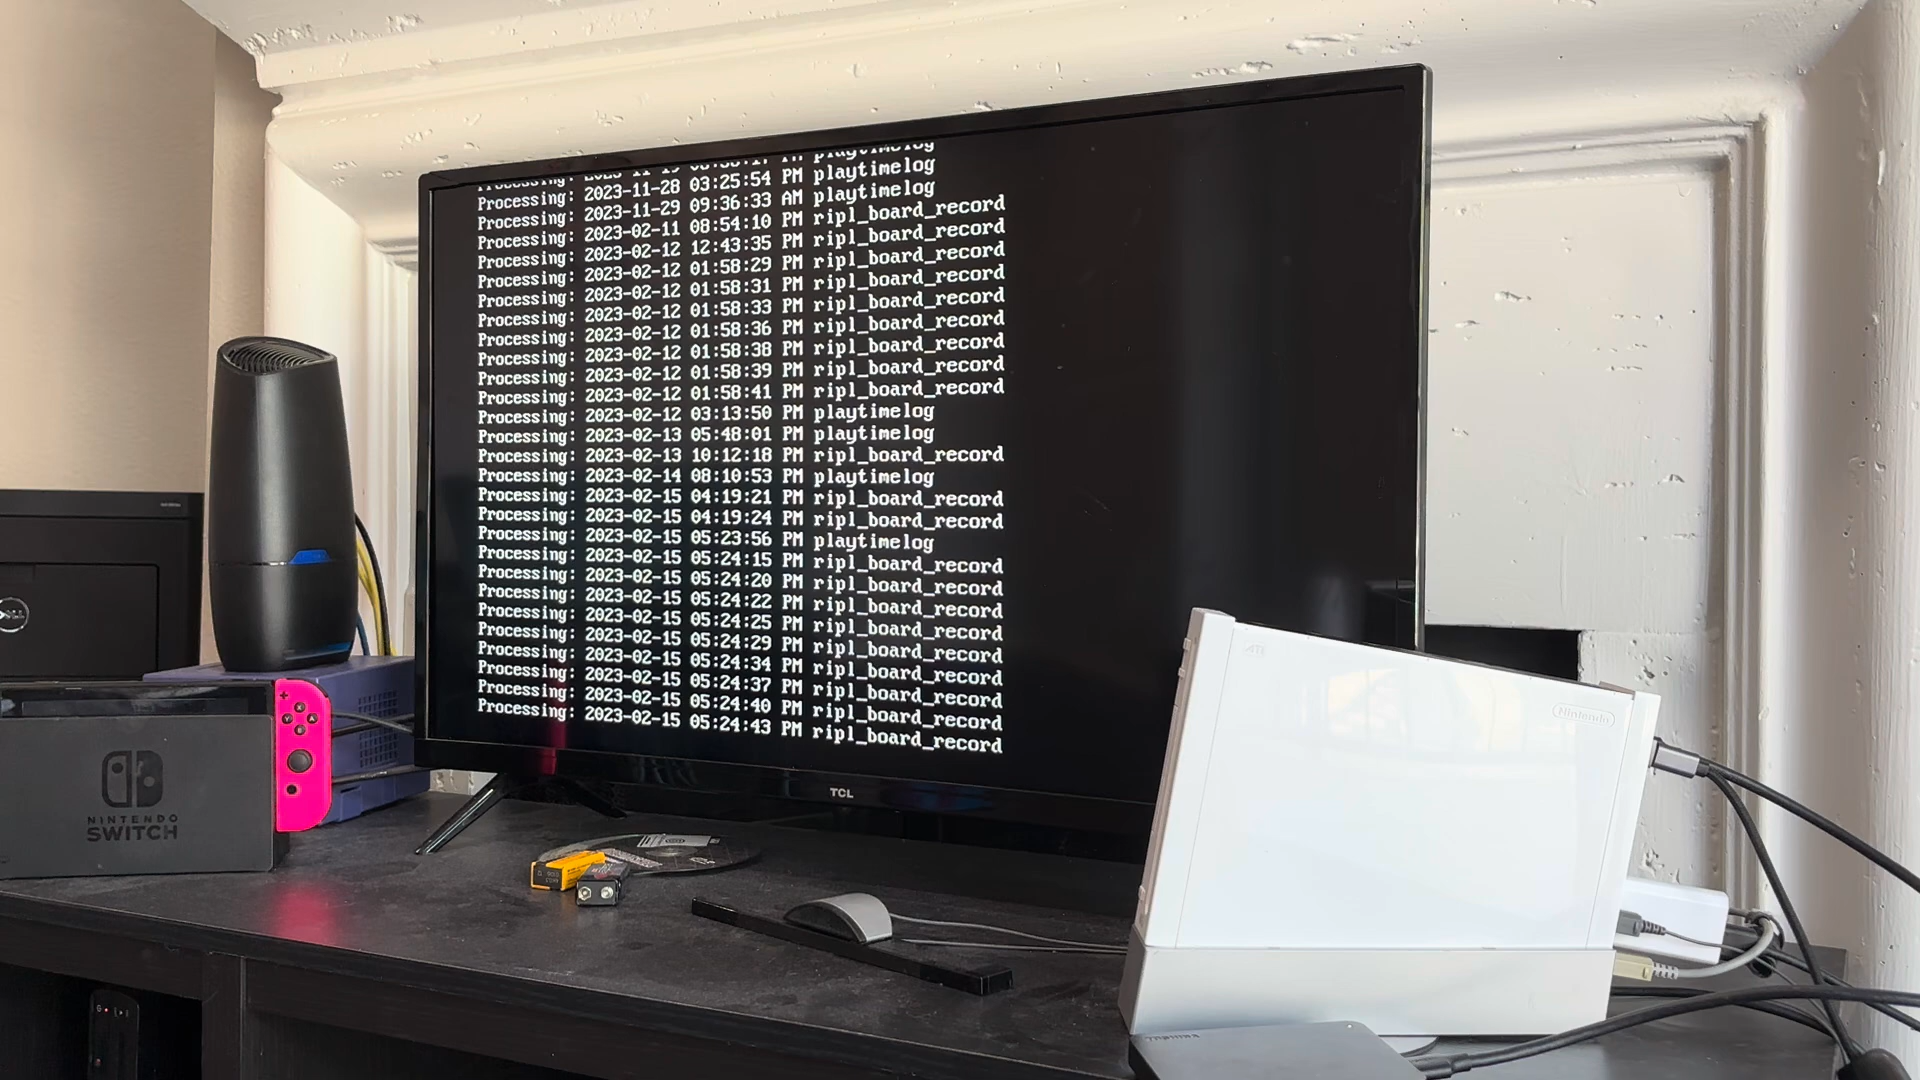 Processing: 2023-11-28 03:25:54 PM playtimelog
Processing: 2023-11-29 09:36:33 AM playtimelog
Processing: 2023-02-11 08:54:10 PM ripl_board_record
Processing: 2023-02-12 12:43:35 PM ripl_board_record
Processing: 2023-02-12 01:58:29 PM ripl_board_record
Processing: 2023-02-12 01:58:31 PM ripl_board_record
Processing: 2023-02-12 01:58:33 PM ripl_board_record
Processing: 2023-02-12 01:58:36 PM ripl_board_record
Processing: 2023-02-12 01:58:38 PM ripl_board_record
Processing: 2023-02-12 01:58:39 PM ripl_board_record
Processing: 2023-02-12 01:58:41 PM ripl_board_record
Processing: 2023-02-12 03:13:50 PM playtimelog
Processing: 2023-02-13 05:48:01 PM playtimelog
Processing: 2023-02-13 10:12:18 PM ripl_board_record
Processing: 2023-02-14 08:10:53 PM playtimelog
Processing: 2023-02-15 04:19:21 PM ripl_board_record
Processing: 2023-02-15 04:19:24 PM ripl_board_record
Processing: 2023-02-15 05:23:56 PM playtimelog
Processing: 2023-02-15 05:24:15 PM ripl_board_record
Processing: 2023-02-15 05:24:20 PM ripl_board_record
Processing: 2023-02-15 05:24:22 PM ripl_board_record
Processing: 2023-02-15 05:24:25 PM ripl_board_record
Processing: 2023-02-15 05:24:29 PM ripl_board_record
Processing: 2023-02-15 05:24:34 PM ripl_board_record
Processing: 2023-02-15 05:24:37 PM ripl_board_record
Processing: 2023-02-15 05:24:40 PM ripl_board_record
Processing: 2023-02-15 05:24:43 PM ripl_board_record
TCL
DELL
NINTENDO
SWITCH
X
Y
A
B
ATI
Nintendo